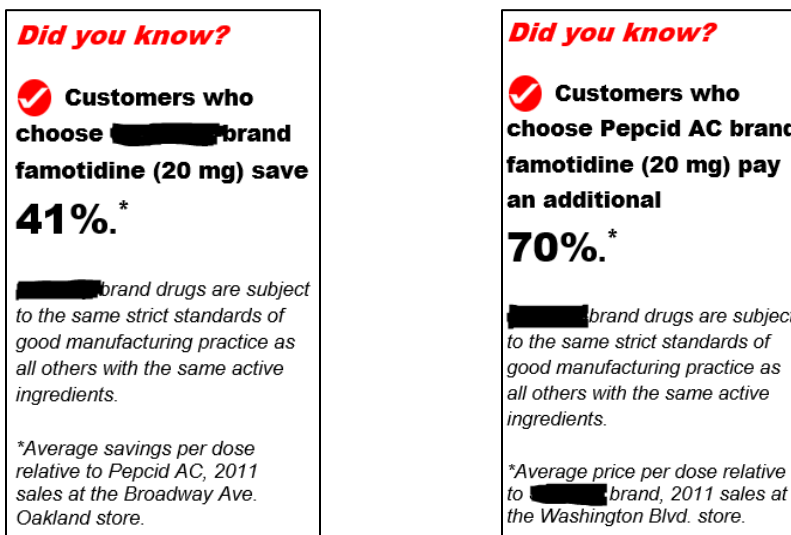 Did you know?
Customers who
choose brand
famotidine (20 mg) save
41%.*
brand drugs are subject
to the same strict standards of
good manufacturing practice as
all others with the same active
ingredients.
*Average savings per dose
relative to Pepcid AC, 2011
sales at the Broadway Ave.
Oakland store.
Did you know?
Customers who
choose Pepcid AC brand
famotidine (20 mg) pay
an additional
70%.*
brand drugs are subject
to the same strict standards of
good manufacturing practice as
all others with the same active
ingredients.
*Average price per dose relative
to brand, 2011 sales at
the Washington Blvd. store.